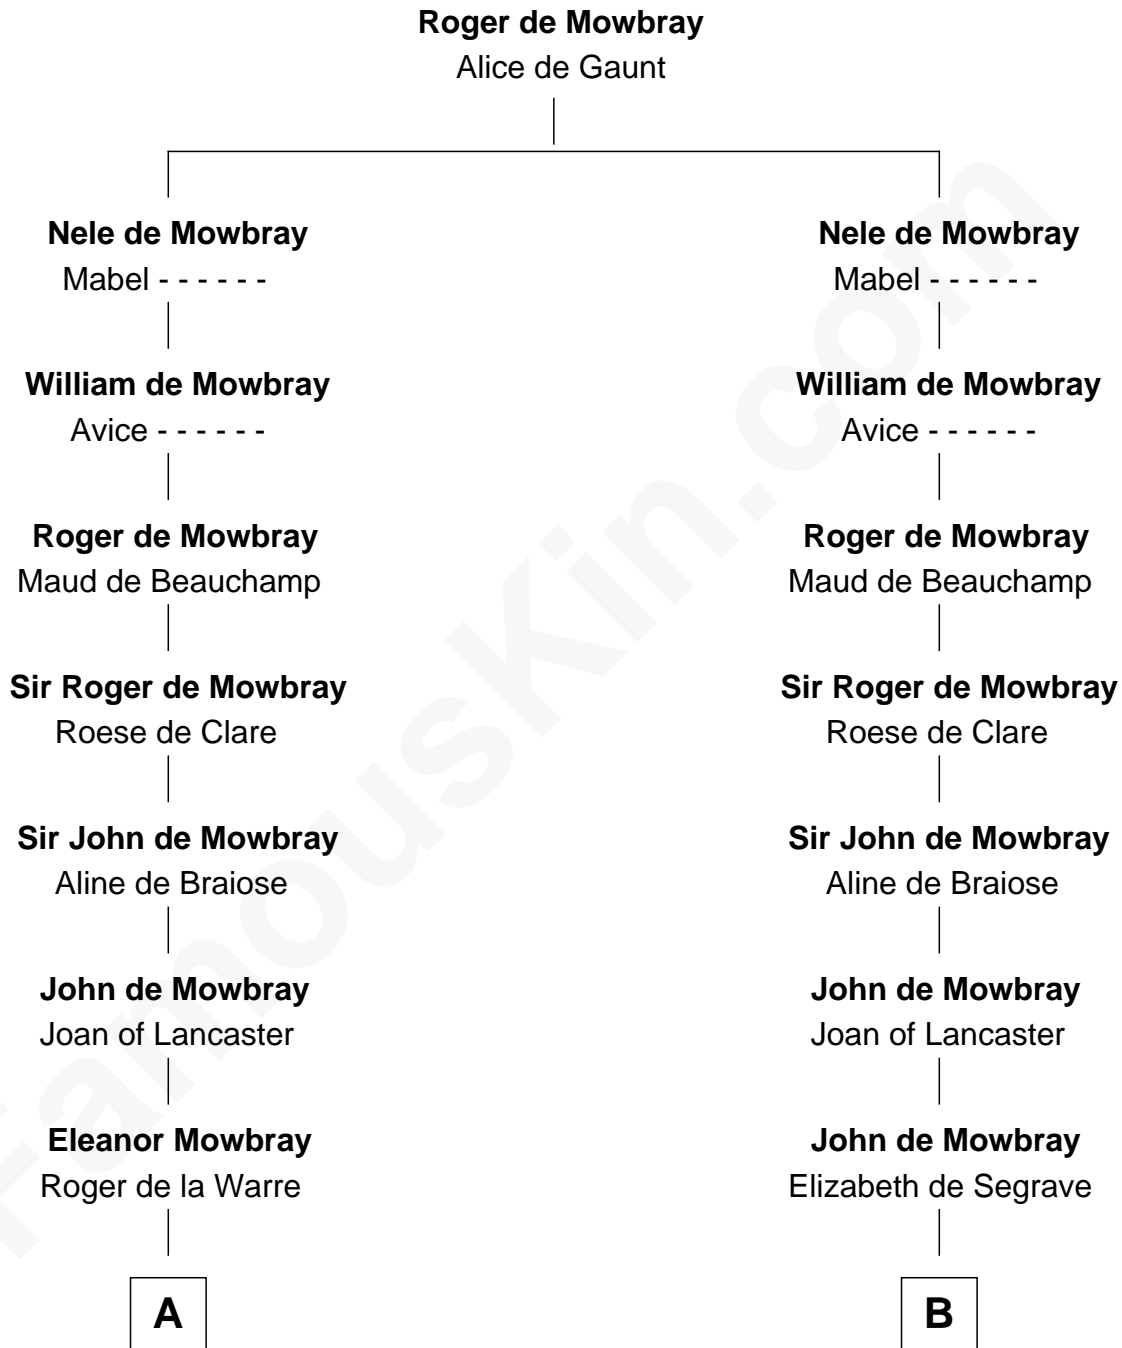 Roger de Mowbray
Alice de Gaunt
Nele de Mowbray
Mabel - - - - - -
William de Mowbray
Avice - - - - - -
Roger de Mowbray
Maud de Beauchamp
Sir Roger de Mowbray
Roese de Clare
Sir John de Mowbray
Aline de Braiose
John de Mowbray
Joan of Lancaster
Eleanor Mowbray
Roger de la Warre
A
Nele de Mowbray
Mabel - - - - - -
William de Mowbray
Avice - - - - - -
Roger de Mowbray
Maud de Beauchamp
Sir Roger de Mowbray
Roese de Clare
Sir John de Mowbray
Aline de Braiose
John de Mowbray
Joan of Lancaster
John de Mowbray
Elizabeth de Segrave
B
FamousKin.com